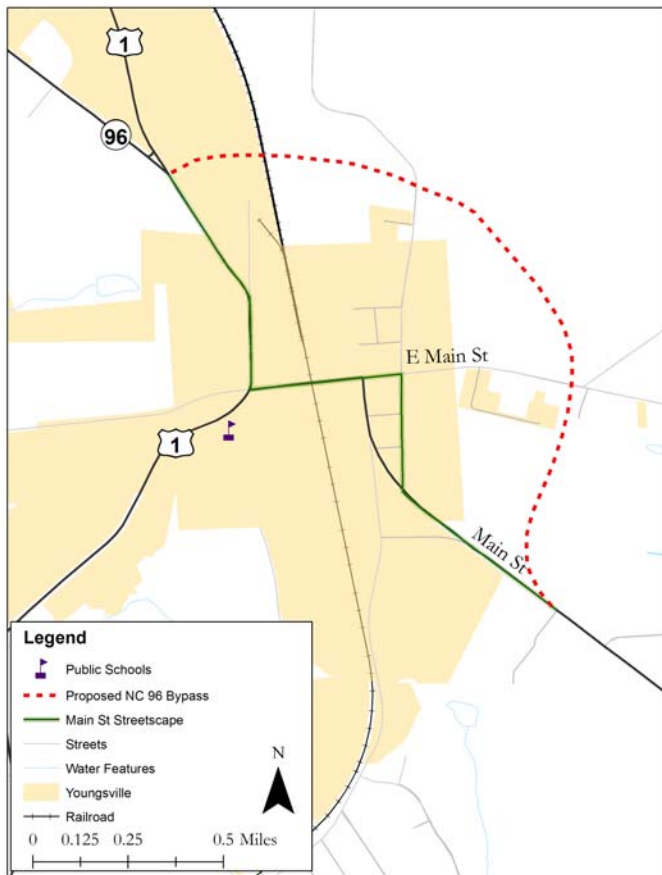 1
96
E Main St
1
Main St
Legend
Public Schools
Proposed NC 96 Bypass
Main St Streetscape
Streets
Water Features
Youngsville
Railroad
N
0 0.125 0.25 0.5 Miles